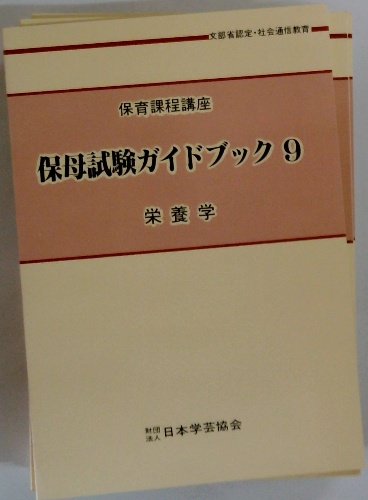 文部省認定・社会通信教育
保育課程講座
保母試験ガイドブック 9
栄養学
財団法人 日本学芸協会